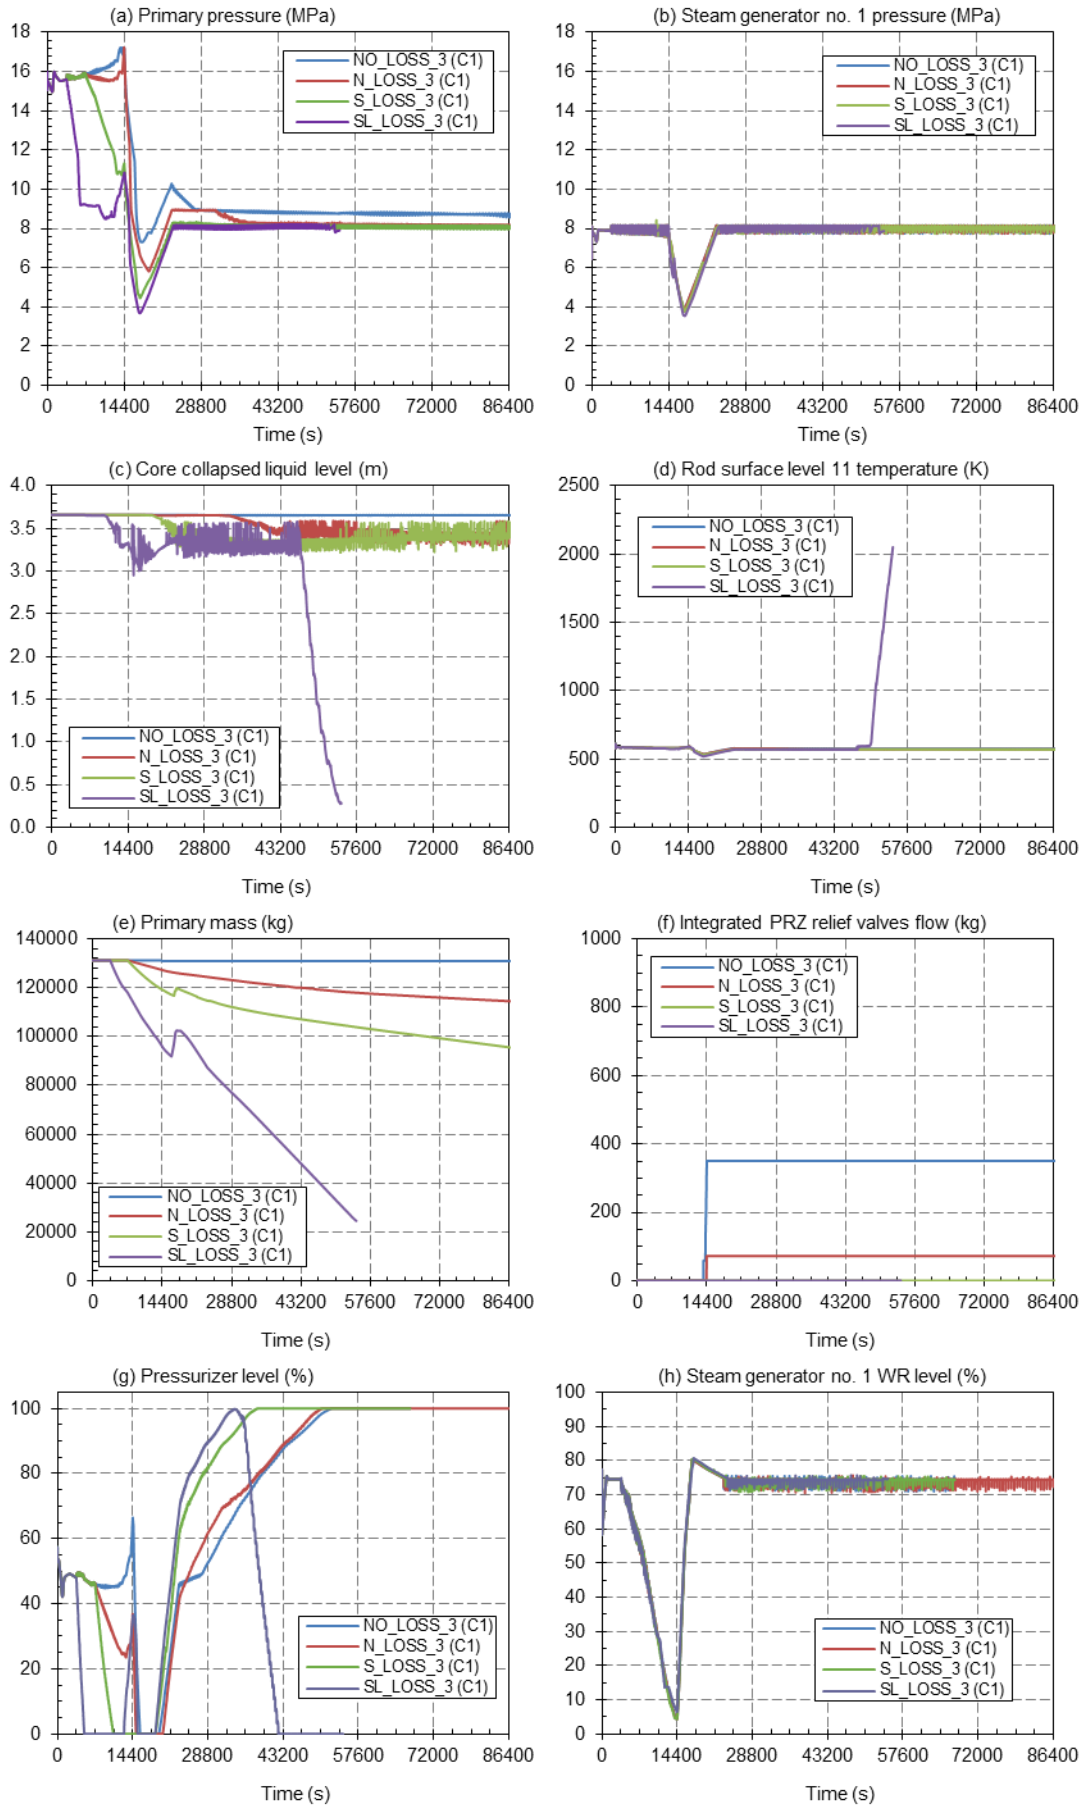 (a) Primary pressure (MPa)
18
16
14
12
10
8
6
4
2
0
NO_LOSS_3 (C1)
N_LOSS_3 (C1)
S_LOSS_3 (C1)
SL_LOSS_3 (C1)
0 14400 28800 43200 57600 72000 86400
Time (s)
(b) Steam generator no. 1 pressure (MPa)
18
16
14
12
10
8
6
4
2
0
NO_LOSS_3 (C1)
N_LOSS_3 (C1)
S_LOSS_3 (C1)
SL_LOSS_3 (C1)
0 14400 28800 43200 57600 72000 86400
Time (s)
(c) Core collapsed liquid level (m)
4.0
3.5
3.0
2.5
2.0
1.5
1.0
0.5
0.0
NO_LOSS_3 (C1)
N_LOSS_3 (C1)
S_LOSS_3 (C1)
SL_LOSS_3 (C1)
0 14400 28800 43200 57600 72000 86400
Time (s)
(d) Rod surface level 11 temperature (K)
2500
2000
1500
1000
500
0
NO_LOSS_3 (C1)
N_LOSS_3 (C1)
S_LOSS_3 (C1)
SL_LOSS_3 (C1)
0 14400 28800 43200 57600 72000 86400
Time (s)
(e) Primary mass (kg)
140000
120000
100000
80000
60000
40000
20000
0
NO_LOSS_3 (C1)
N_LOSS_3 (C1)
S_LOSS_3 (C1)
SL_LOSS_3 (C1)
0 14400 28800 43200 57600 72000 86400
Time (s)
(f) Integrated PRZ relief valves flow (kg)
1000
800
600
400
200
0
NO_LOSS_3 (C1)
N_LOSS_3 (C1)
S_LOSS_3 (C1)
SL_LOSS_3 (C1)
0 14400 28800 43200 57600 72000 86400
Time (s)
(g) Pressurizer level (%)
100
80
60
40
20
0
NO_LOSS_3 (C1)
N_LOSS_3 (C1)
S_LOSS_3 (C1)
SL_LOSS_3 (C1)
0 14400 28800 43200 57600 72000 86400
Time (s)
(h) Steam generator no. 1 WR level (%)
100
90
80
70
60
50
40
30
20
10
0
NO_LOSS_3 (C1)
N_LOSS_3 (C1)
S_LOSS_3 (C1)
SL_LOSS_3 (C1)
0 14400 28800 43200 57600 72000 86400
Time (s)